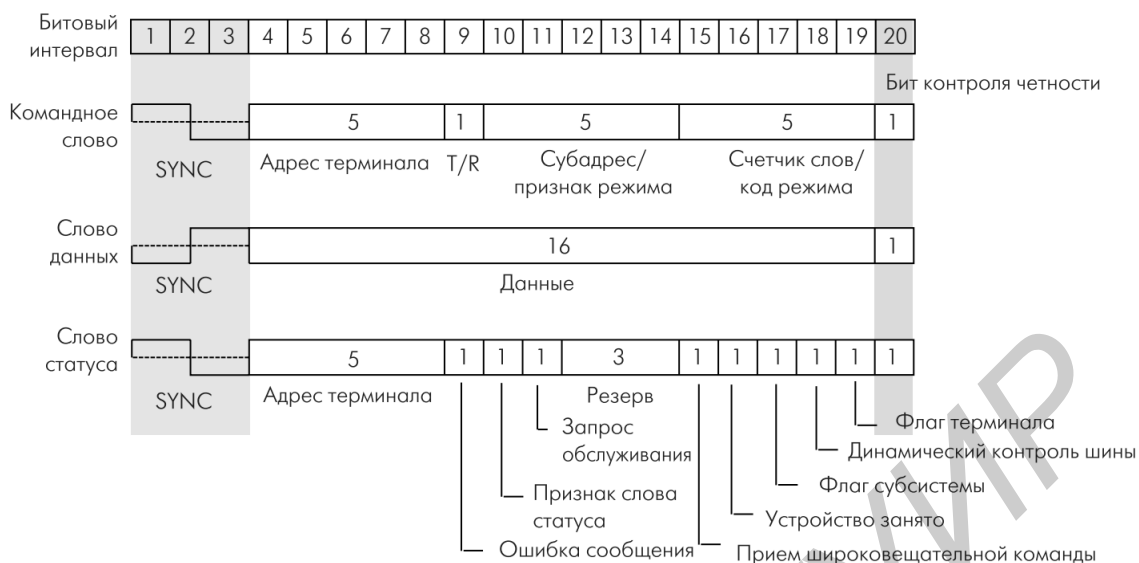 Битовый
интервал
1 2 3 4 5 6 7 8 9 10 11 12 13 14 15 16 17 18 19 20
Бит контроля четности
Командное
слово
5 1 5 5 1
SYNC
Адрес терминала
T/R
Субадрес/
признак режима
Счетчик слов/
код режима
Слово
данных
16 1
SYNC
Данные
Слово
статуса
5 1 1 1 3 1 1 1 1 1 1
SYNC
Адрес терминала
Резерв
Запрос
обслуживания
Признак слова
статуса
Ошибка сообщения
Флаг терминала
Динамический контроль шины
Флаг субсистемы
Устройство занято
Прием широковещательной команды
УИР